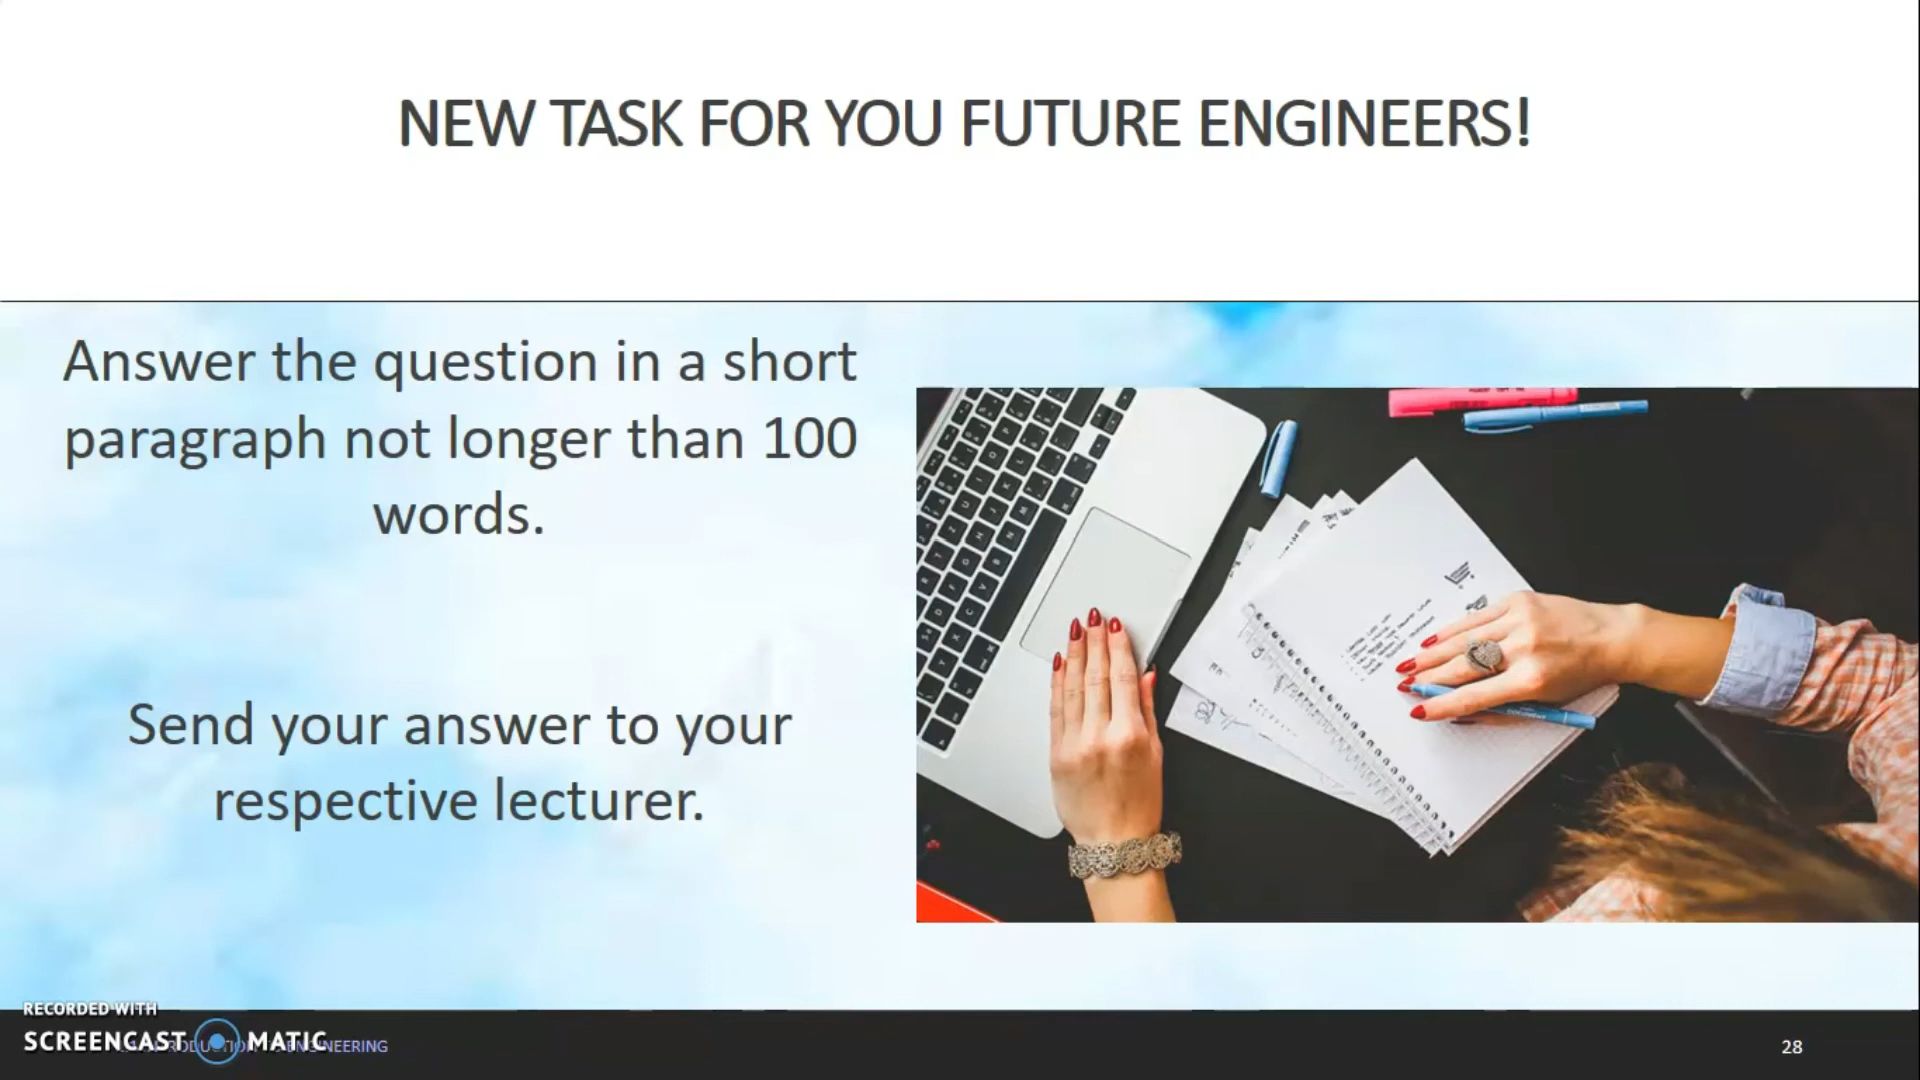 NEW TASK FOR YOU FUTURE ENGINEERS!
Answer the question in a short
paragraph not longer than 100
words.
Send your answer to your
respective lecturer.
RECORDED WITH
SCREENCAST MATIC
ENGINEERING
28